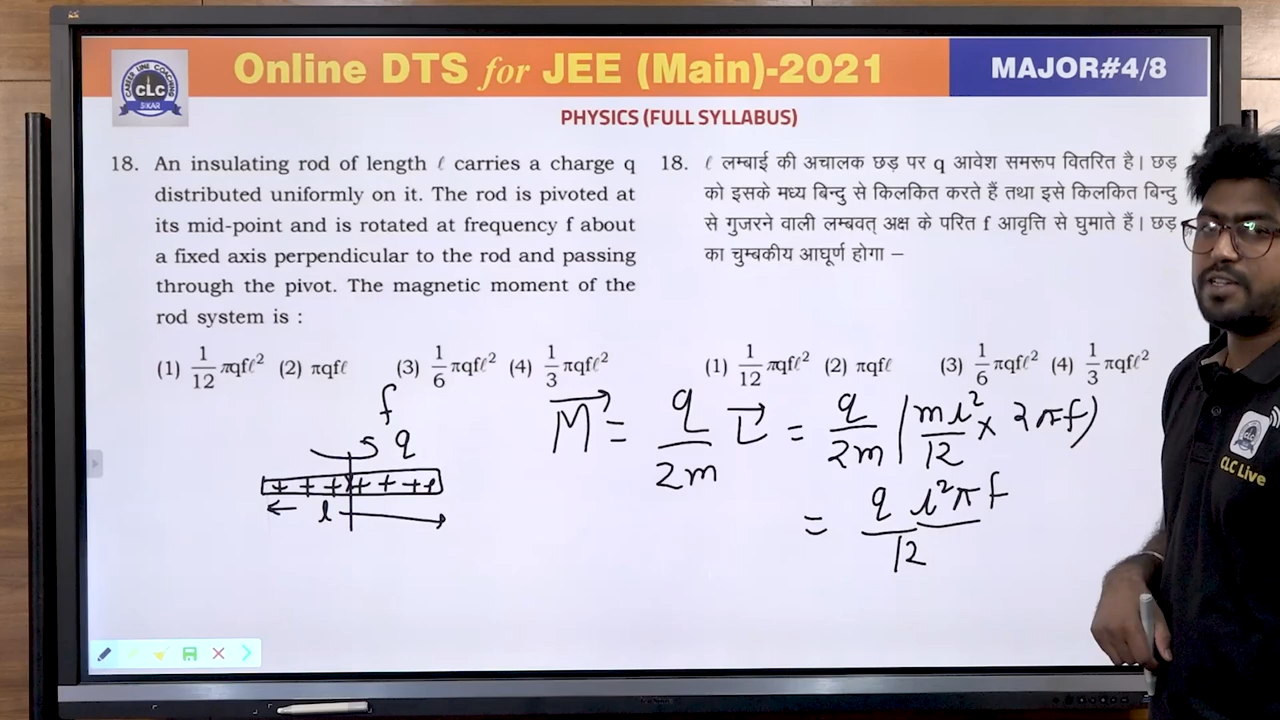 Online DTS for JEE (Main)-2021
MAJOR#4/8
CAREER LINE COACHING
CLC
SIKAR
PHYSICS (FULL SYLLABUS)
18. An insulating rod of length ℓ carries a charge q
distributed uniformly on it. The rod is pivoted at
its mid-point and is rotated at frequency f about
a fixed axis perpendicular to the rod and passing
through the pivot. The magnetic moment of the
rod system is :
(1) 1/12 πqfℓ² (2) πqfℓ (3) 1/6 πqfℓ² (4) 1/3 πqfℓ²
18. ℓ लम्बाई की अचालक छड़ पर q आवेश समरूप वितरित है। छड़
को इसके मध्य बिन्दु से किलकित करते हैं तथा इसे किलकित बिन्दु
से गुजरने वाली लम्बवत् अक्ष के परित f आवृत्ति से घुमाते हैं। छड़
का चुम्बकीय आघूर्ण होगा –
(1) 1/12 πqfℓ² (2) πqfℓ (3) 1/6 πqfℓ² (4) 1/3 πqfℓ²
f
q
+ + + + + + +
l
M = q/2m L = q/2m (ml²/12 × 2πf)
= q l²πf/12
CLC Live